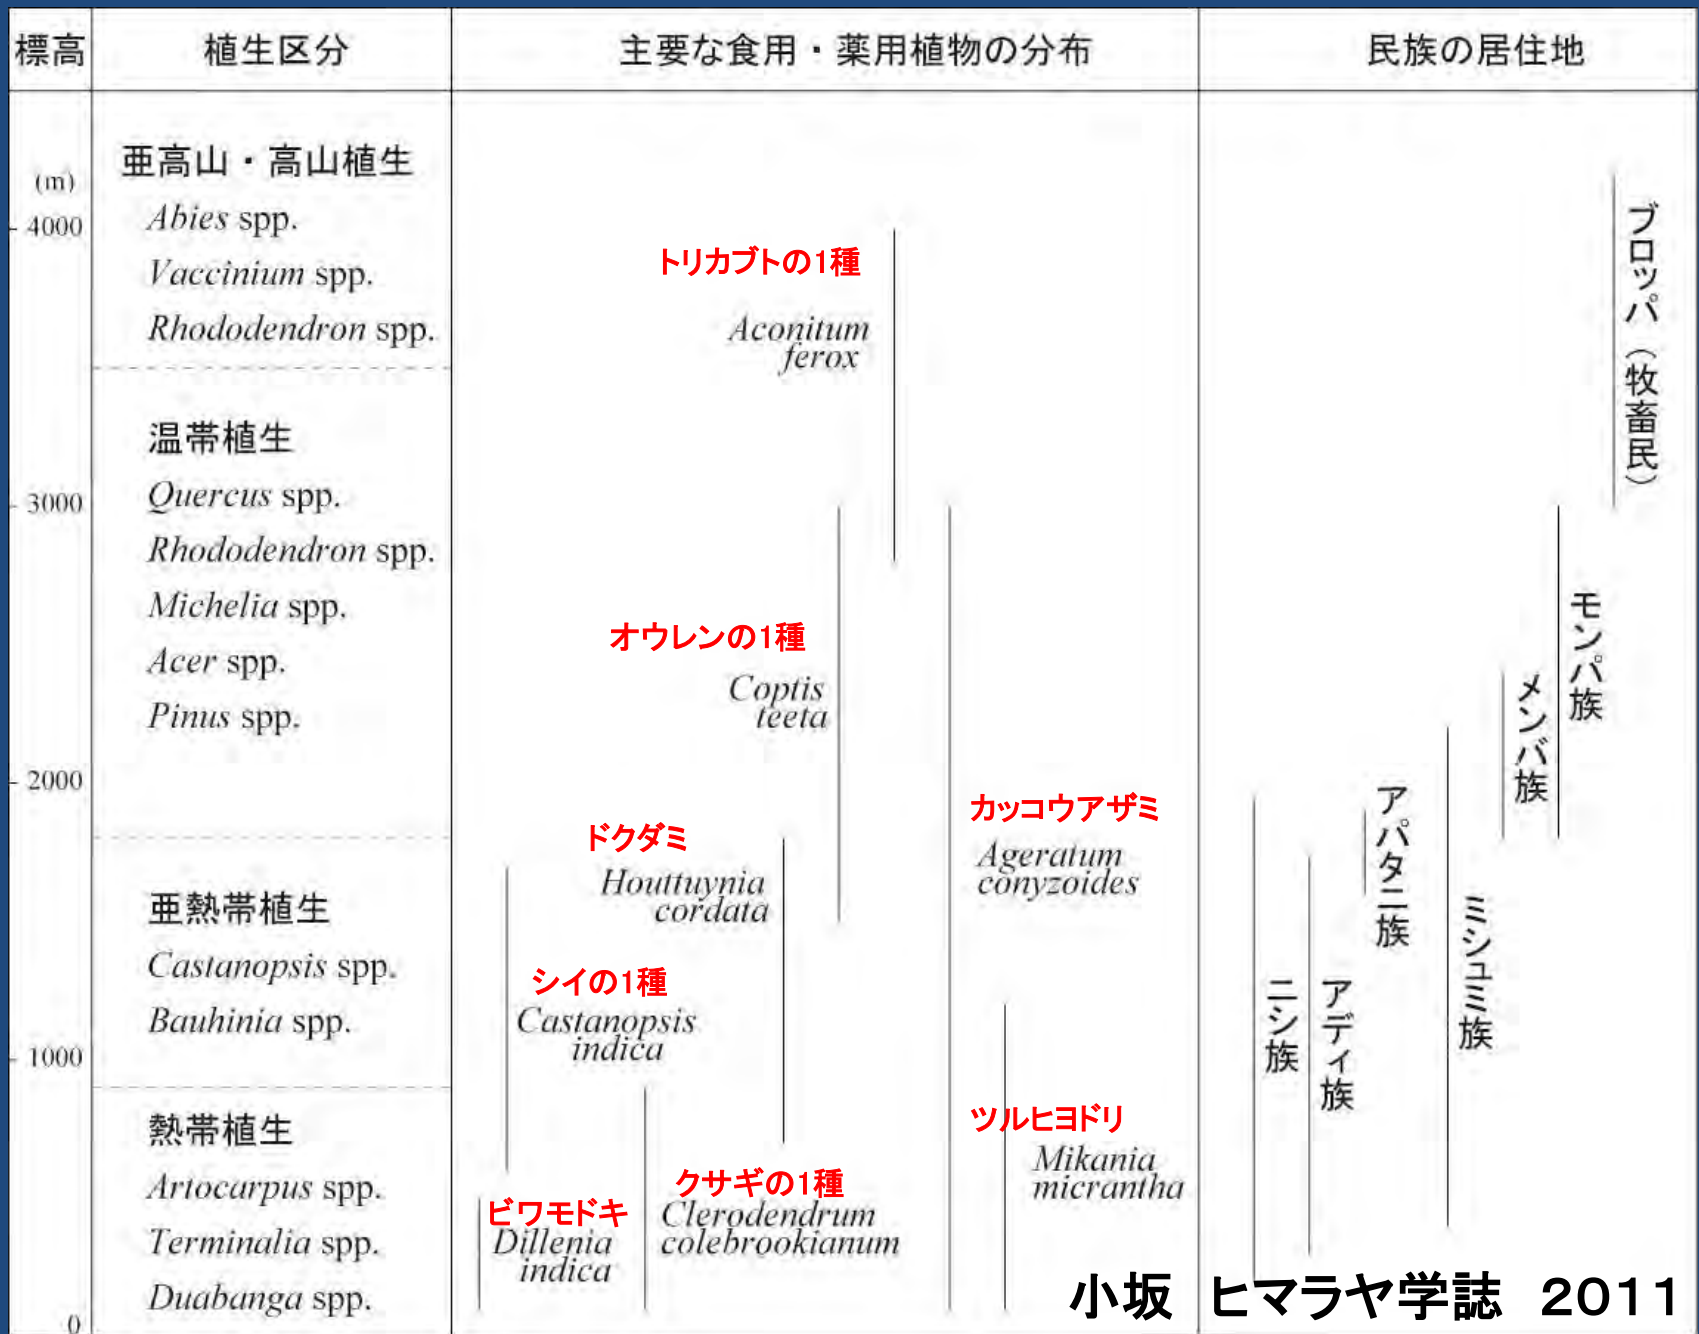 標高
植生区分
主要な食用・薬用植物の分布
民族の居住地
(m)
4000
3000
2000
1000
0
亜高山・高山植生
Abies spp.
Vaccinium spp.
Rhododendron spp.
温帯植生
Quercus spp.
Rhododendron spp.
Michelia spp.
Acer spp.
Pinus spp.
亜熱帯植生
Castanopsis spp.
Bauhinia spp.
熱帯植生
Artocarpus spp.
Terminalia spp.
Duabanga spp.
トリカブトの1種
Aconitum
ferox
オウレンの1種
Coptis
teeta
ドクダミ
Houttuynia
cordata
カッコウアザミ
Ageratum
conyzoides
シイの1種
Castanopsis
indica
ツルヒヨドリ
Mikania
micrantha
クサギの1種
Clerodendrum
colebrookianum
ビワモドキ
Dillenia
indica
ニシ族
アディ族
アパタニ族
ミシュミ族
メンバ族
モンパ族
ブロッパ（牧畜民）
小坂 ヒマラヤ学誌 2011